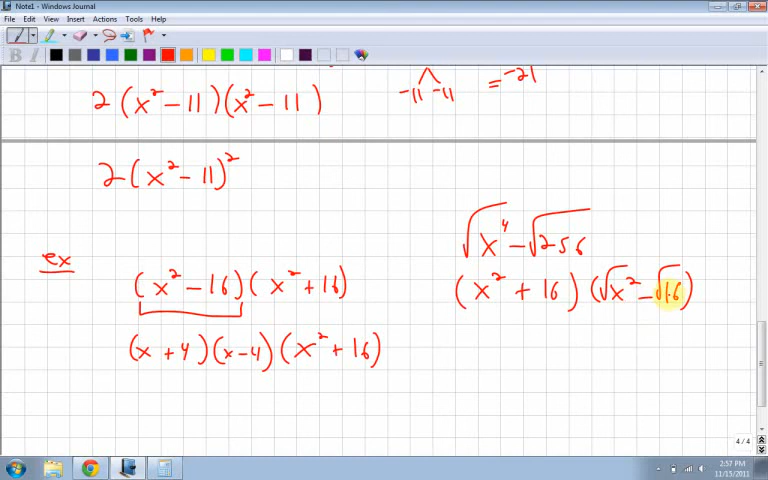 Note1 - Windows Journal
File Edit View Insert Actions Tools Help
B I
2(x² - 11)(x² - 11)
-11 -11
= -21
2(x² - 11)²
√x⁴ - √256
ex
(x² - 16)(x² + 16)
(x² + 16)(√x² - √16)
(x + 4)(x - 4)(x² + 16)
4 / 4
2:57 PM
11/15/2011